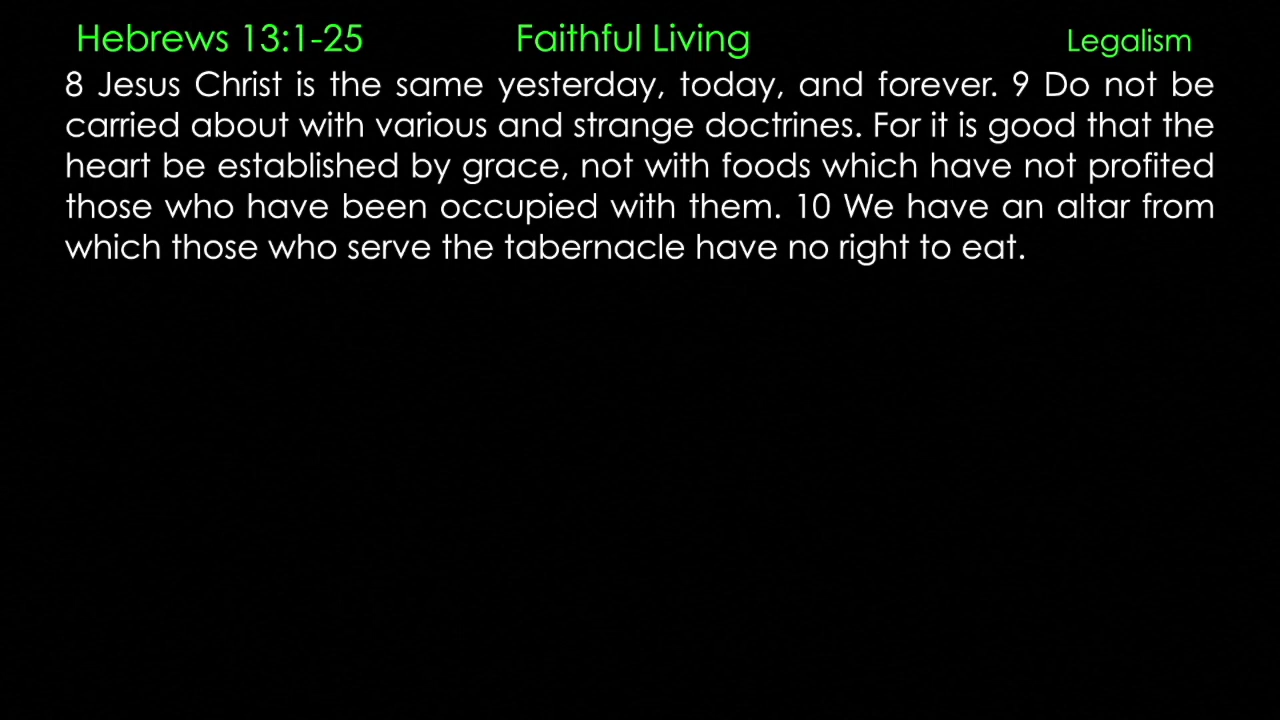 Hebrews 13:1-25 Faithful Living Legalism
8 Jesus Christ is the same yesterday, today, and forever. 9 Do not be
carried about with various and strange doctrines. For it is good that the
heart be established by grace, not with foods which have not profited
those who have been occupied with them. 10 We have an altar from
which those who serve the tabernacle have no right to eat.